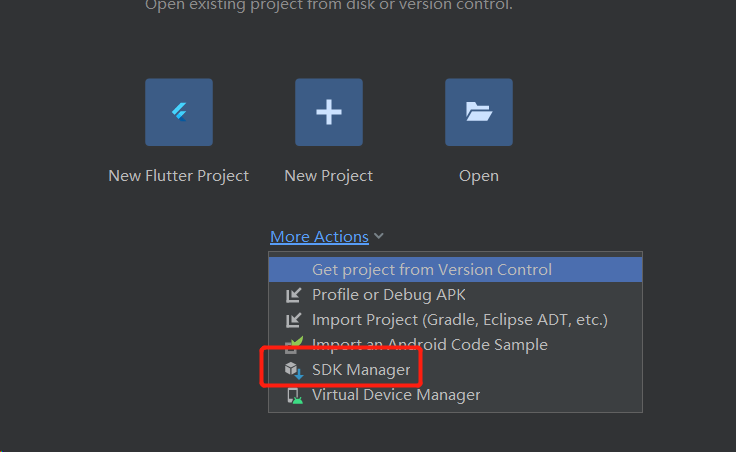 Open existing project from disk or version control.
New Flutter Project
New Project
Open
More Actions
Get project from Version Control
Profile or Debug APK
Import Project (Gradle, Eclipse ADT, etc.)
Import an Android Code Sample
SDK Manager
Virtual Device Manager